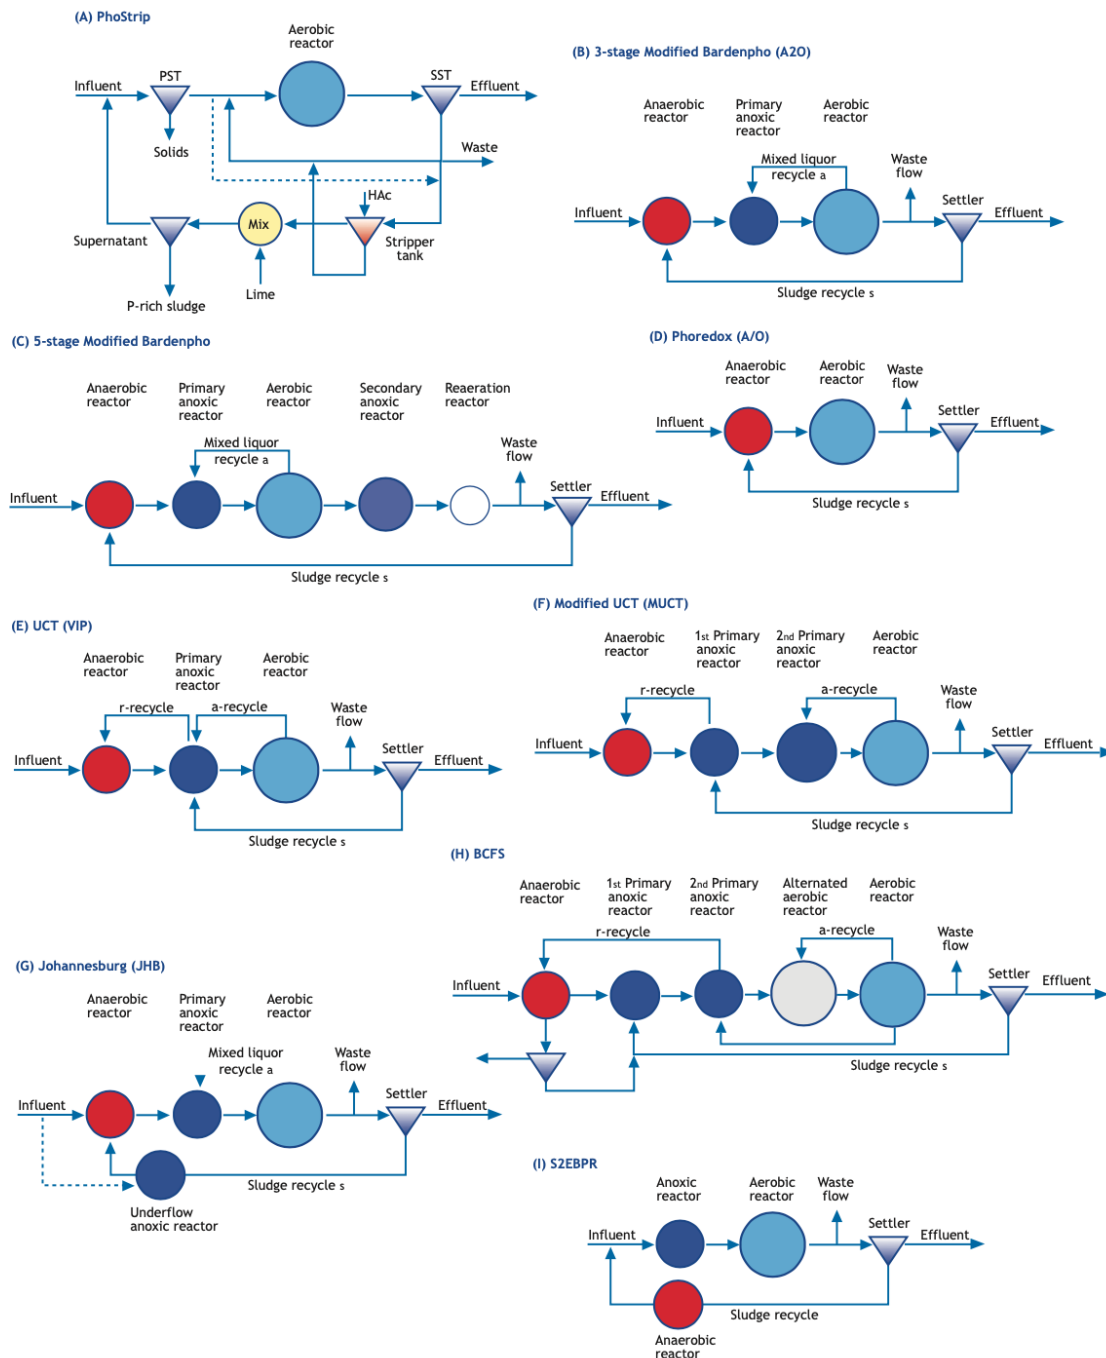 (A) PhoStrip
Aerobic
reactor
Influent
PST
SST
Effluent
Solids
Waste
HAc
Mix
Supernatant
Stripper
tank
Lime
P-rich sludge
(B) 3-stage Modified Bardenpho (A2O)
Anaerobic
reactor
Primary
anoxic
reactor
Aerobic
reactor
Mixed liquor
recycle a
Waste
flow
Settler
Influent
Effluent
Sludge recycle s
(C) 5-stage Modified Bardenpho
Anaerobic
reactor
Primary
anoxic
reactor
Aerobic
reactor
Secondary
anoxic
reactor
Reaeration
reactor
Mixed liquor
recycle a
Waste
flow
Settler
Influent
Effluent
Sludge recycle s
(D) Phoredox (A/O)
Anaerobic
reactor
Aerobic
reactor
Waste
flow
Settler
Influent
Effluent
Sludge recycle s
(E) UCT (VIP)
Anaerobic
reactor
Primary
anoxic
reactor
Aerobic
reactor
r-recycle
a-recycle
Waste
flow
Settler
Influent
Effluent
Sludge recycle s
(F) Modified UCT (MUCT)
Anaerobic
reactor
1st Primary
anoxic
reactor
2nd Primary
anoxic
reactor
Aerobic
reactor
r-recycle
a-recycle
Waste
flow
Settler
Influent
Effluent
Sludge recycle s
(G) Johannesburg (JHB)
Anaerobic
reactor
Primary
anoxic
reactor
Aerobic
reactor
Mixed liquor
recycle a
Waste
flow
Settler
Influent
Effluent
Sludge recycle s
Underflow
anoxic reactor
(H) BCFS
Anaerobic
reactor
1st Primary
anoxic
reactor
2nd Primary
anoxic
reactor
Alternated
aerobic
reactor
Aerobic
reactor
r-recycle
a-recycle
Waste
flow
Settler
Influent
Effluent
Sludge recycle s
(I) S2EBPR
Anoxic
reactor
Aerobic
reactor
Waste
flow
Settler
Influent
Effluent
Sludge recycle
Anaerobic
reactor